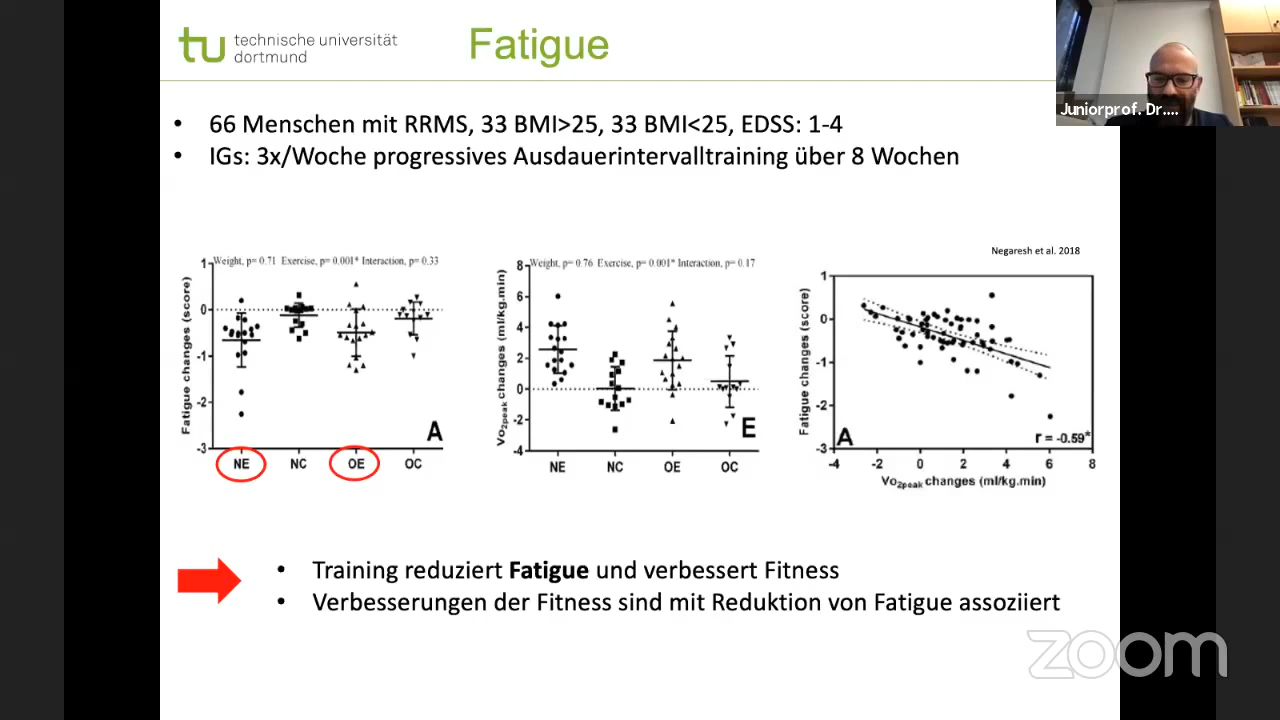 tu technische universität
dortmund
Fatigue
Juniorprof. Dr....
• 66 Menschen mit RRMS, 33 BMI>25, 33 BMI<25, EDSS: 1-4
• IGs: 3x/Woche progressives Ausdauerintervalltraining über 8 Wochen
Negaresh et al. 2018
Weight, p= 0.71 Exercise, p= 0.001* Interaction, p= 0.33
Fatigue changes (score)
1
0
-1
-2
-3
A
NE NC OE OC
Weight, p= 0.76 Exercise, p= 0.001* Interaction, p= 0.17
Vo2peak changes (ml/kg.min)
8
6
4
2
0
-2
-4
E
NE NC OE OC
Fatigue changes (score)
1
0
-1
-2
-3
A
r = -0.59*
-4 -2 0 2 4 6 8
Vo2peak changes (ml/kg.min)
• Training reduziert Fatigue und verbessert Fitness
• Verbesserungen der Fitness sind mit Reduktion von Fatigue assoziiert
zoom